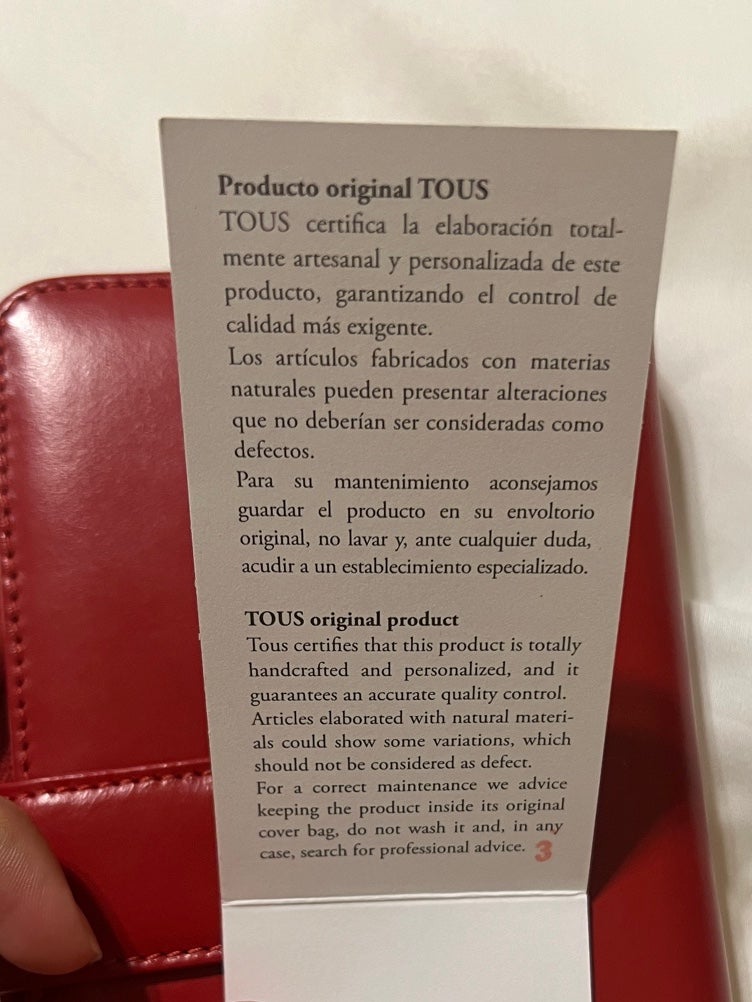 Producto original TOUS
TOUS certifica la elaboración total-
mente artesanal y personalizada de este
producto, garantizando el control de
calidad más exigente.
Los artículos fabricados con materias
naturales pueden presentar alteraciones
que no deberían ser consideradas como
defectos.
Para su mantenimiento aconsejamos
guardar el producto en su envoltorio
original, no lavar y, ante cualquier duda,
acudir a un establecimiento especializado.
TOUS original product
Tous certifies that this product is totally
handcrafted and personalized, and it
guarantees an accurate quality control.
Articles elaborated with natural materi-
als could show some variations, which
should not be considered as defect.
For a correct maintenance we advice
keeping the product inside its original
cover bag, do not wash it and, in any
case, search for professional advice. 3